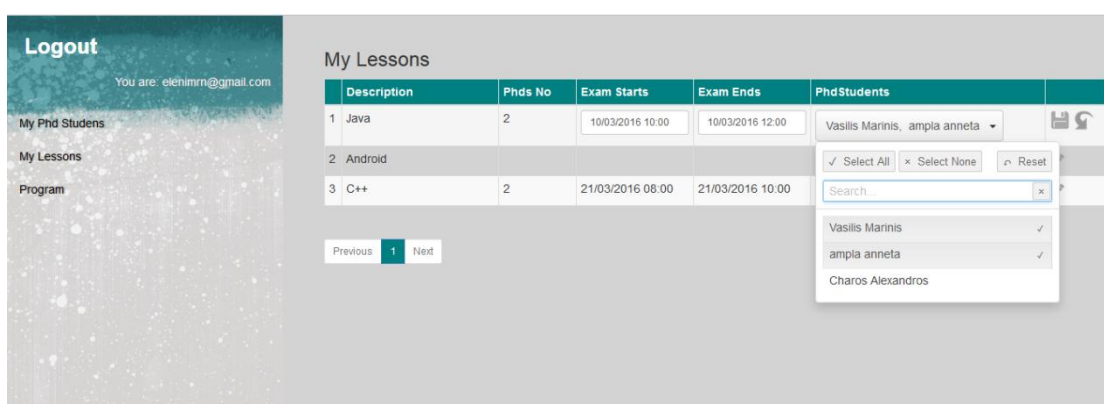 Logout
You are: elenimrn@gmail.com
My Phd Studens
My Lessons
Program
My Lessons
Description Phds No Exam Starts Exam Ends PhdStudents
1 Java 2 10/03/2016 10:00 10/03/2016 12:00 Vasilis Marinis, ampla anneta
2 Android
3 C++ 2 21/03/2016 08:00 21/03/2016 10:00
✓ Select All × Select None Reset
Search...
Vasilis Marinis ✓
ampla anneta ✓
Charos Alexandros
Previous 1 Next